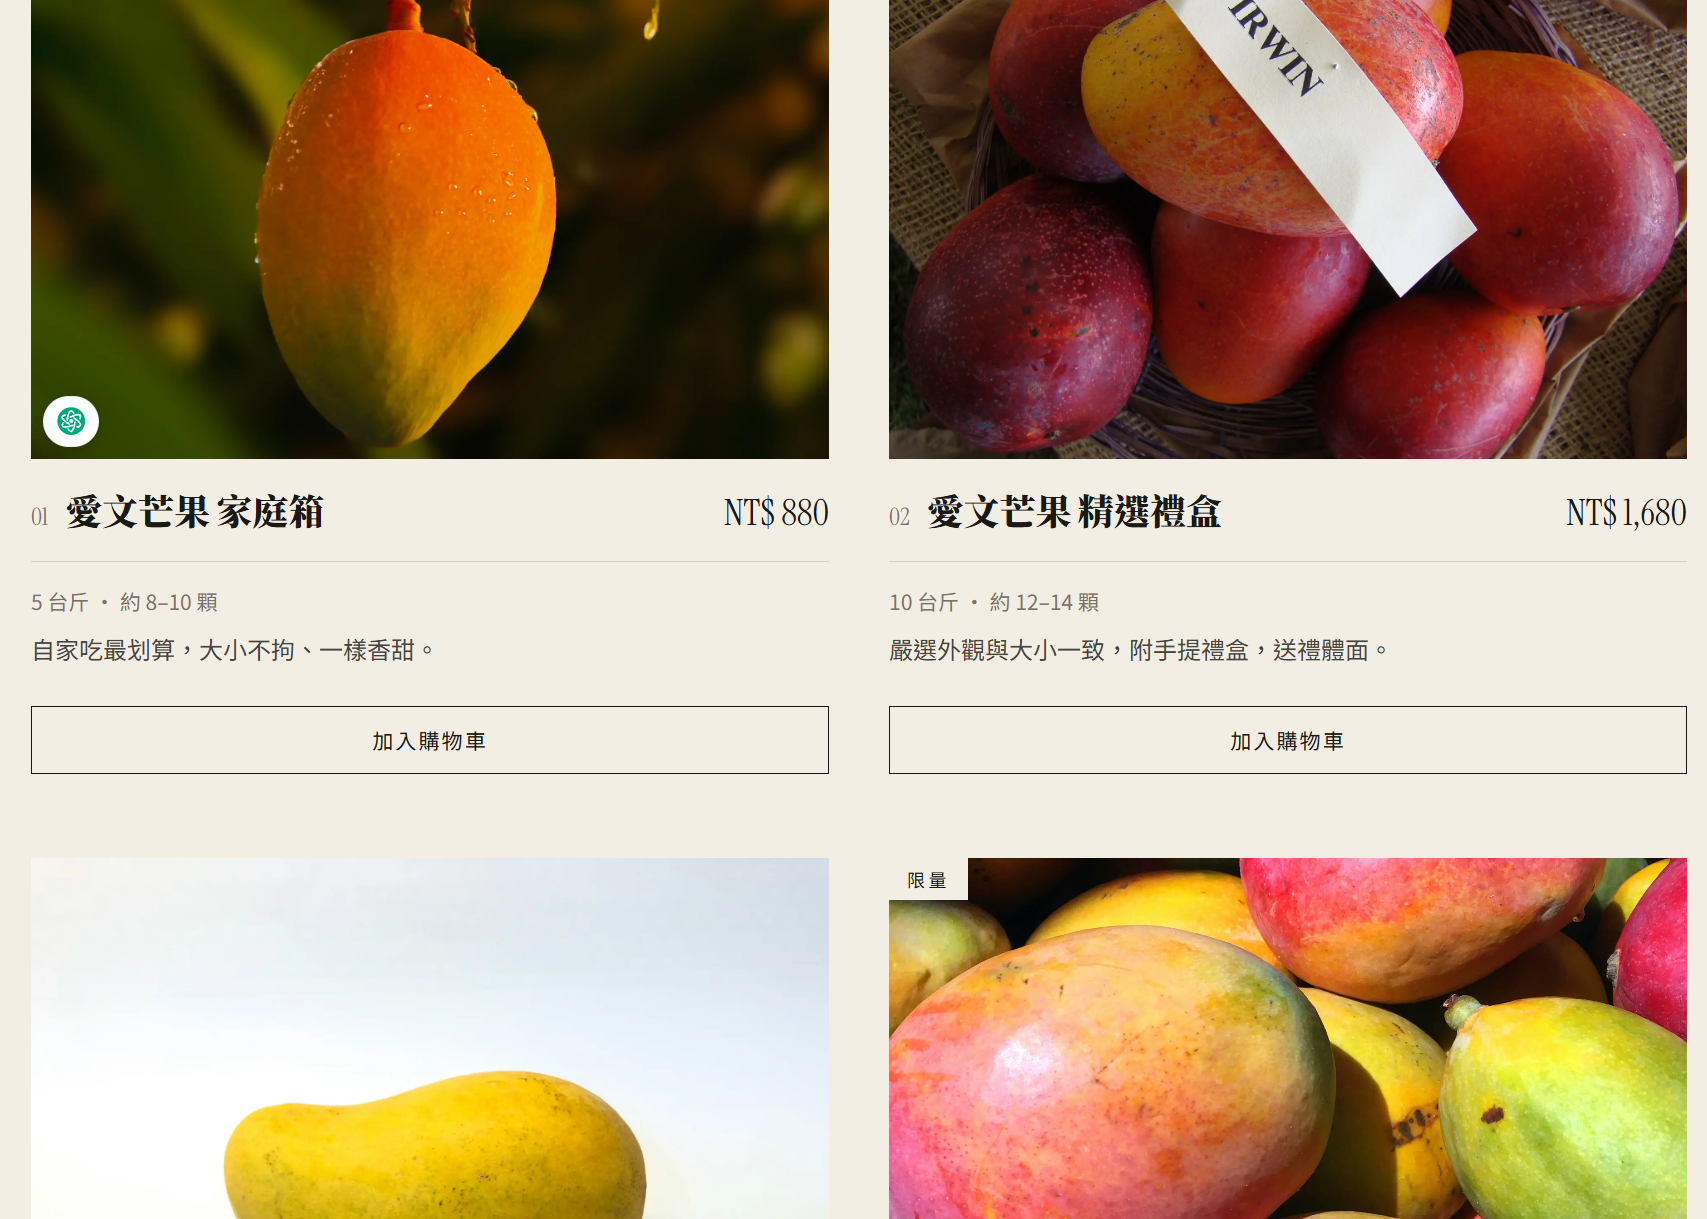 IRWIN
01 愛文芒果 家庭箱
NT$ 880
5 台斤 · 約 8–10 顆
自家吃最划算，大小不拘、一樣香甜。
加入購物車
02 愛文芒果 精選禮盒
NT$ 1,680
10 台斤 · 約 12–14 顆
嚴選外觀與大小一致，附手提禮盒，送禮體面。
加入購物車
限量